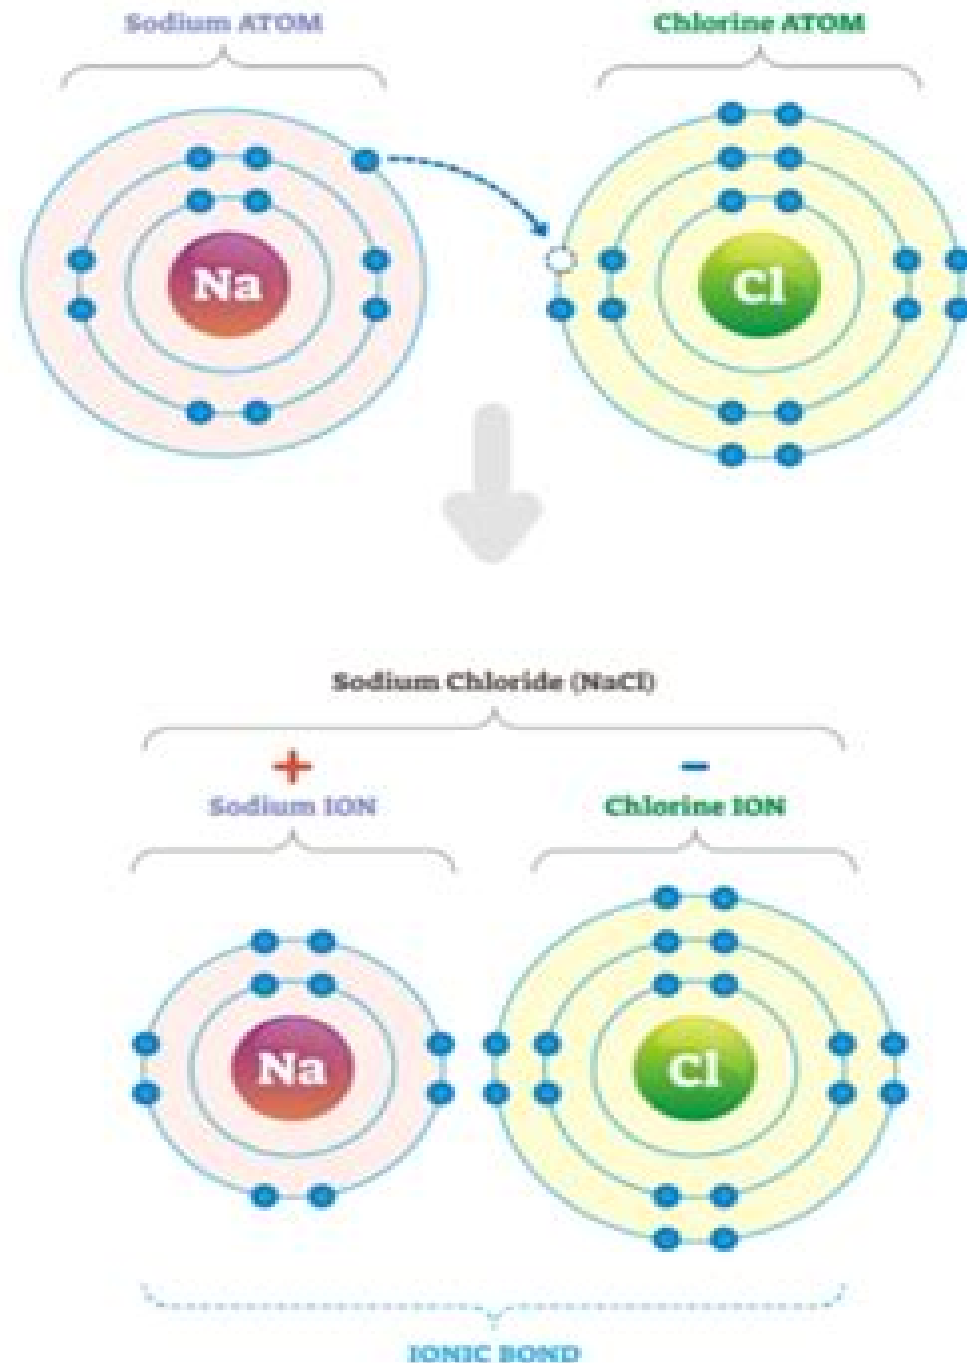 Sodium ATOM
Chlorine ATOM
Na
Cl
Sodium Chloride (NaCl)
+
−
Sodium ION
Chlorine ION
Na
Cl
IONIC BOND